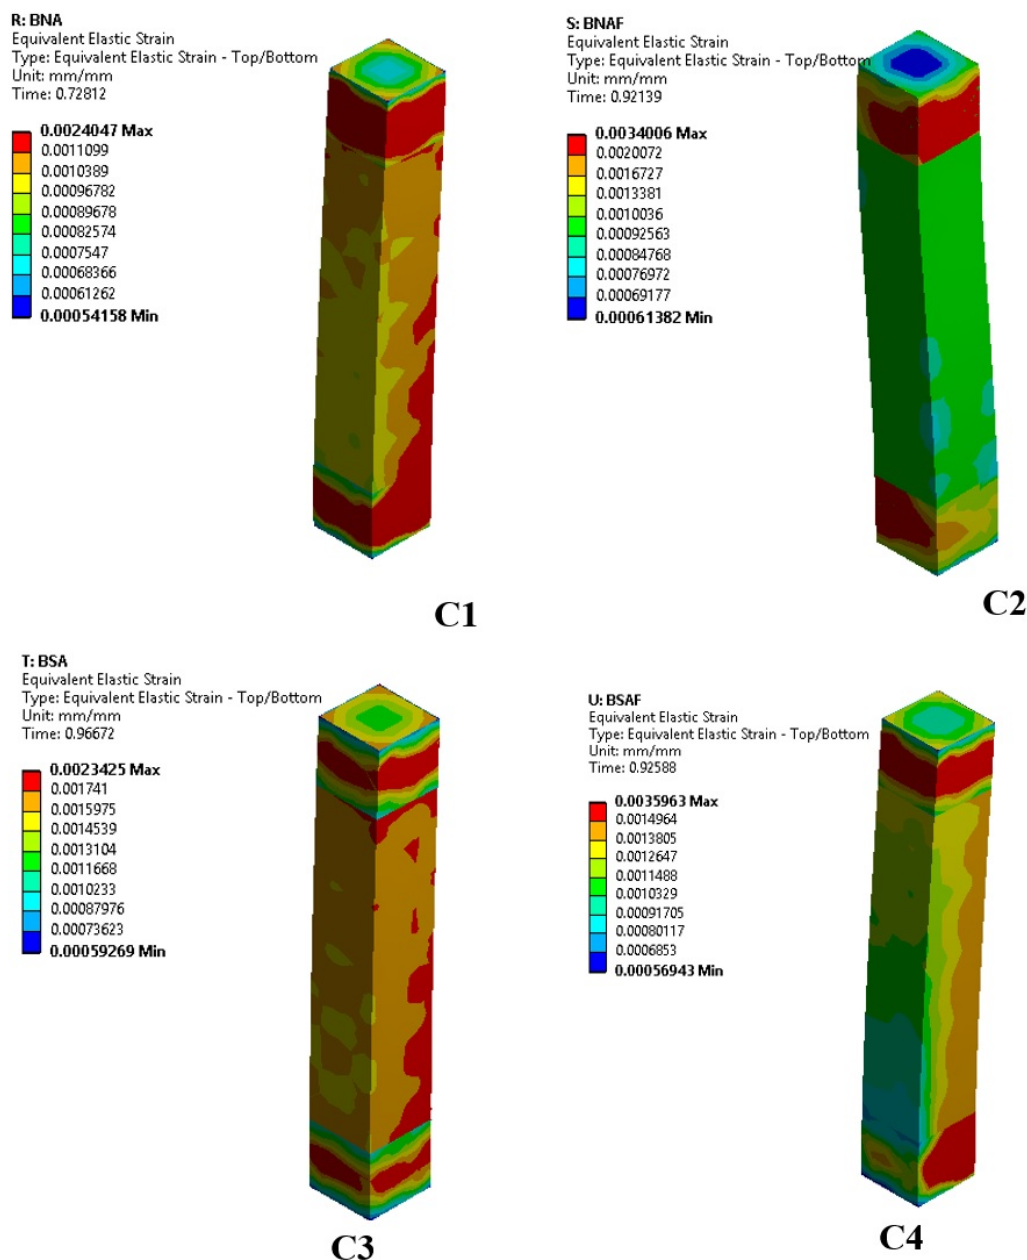 R: BNA
Equivalent Elastic Strain
Type: Equivalent Elastic Strain - Top/Bottom
Unit: mm/mm
Time: 0.72812
0.0024047 Max
0.0011099
0.0010389
0.00096782
0.00089678
0.00082574
0.0007547
0.00068366
0.00061262
0.00054158 Min
C1
S: BNAF
Equivalent Elastic Strain
Type: Equivalent Elastic Strain - Top/Bottom
Unit: mm/mm
Time: 0.92139
0.0034006 Max
0.0020072
0.0016727
0.0013381
0.0010036
0.00092563
0.00084768
0.00076972
0.00069177
0.00061382 Min
C2
T: BSA
Equivalent Elastic Strain
Type: Equivalent Elastic Strain - Top/Bottom
Unit: mm/mm
Time: 0.96672
0.0023425 Max
0.001741
0.0015975
0.0014539
0.0013104
0.0011668
0.0010233
0.00087976
0.00073623
0.00059269 Min
C3
U: BSAF
Equivalent Elastic Strain
Type: Equivalent Elastic Strain - Top/Bottom
Unit: mm/mm
Time: 0.92588
0.0035963 Max
0.0014964
0.0013805
0.0012647
0.0011488
0.0010329
0.00091705
0.00080117
0.0006853
0.00056943 Min
C4